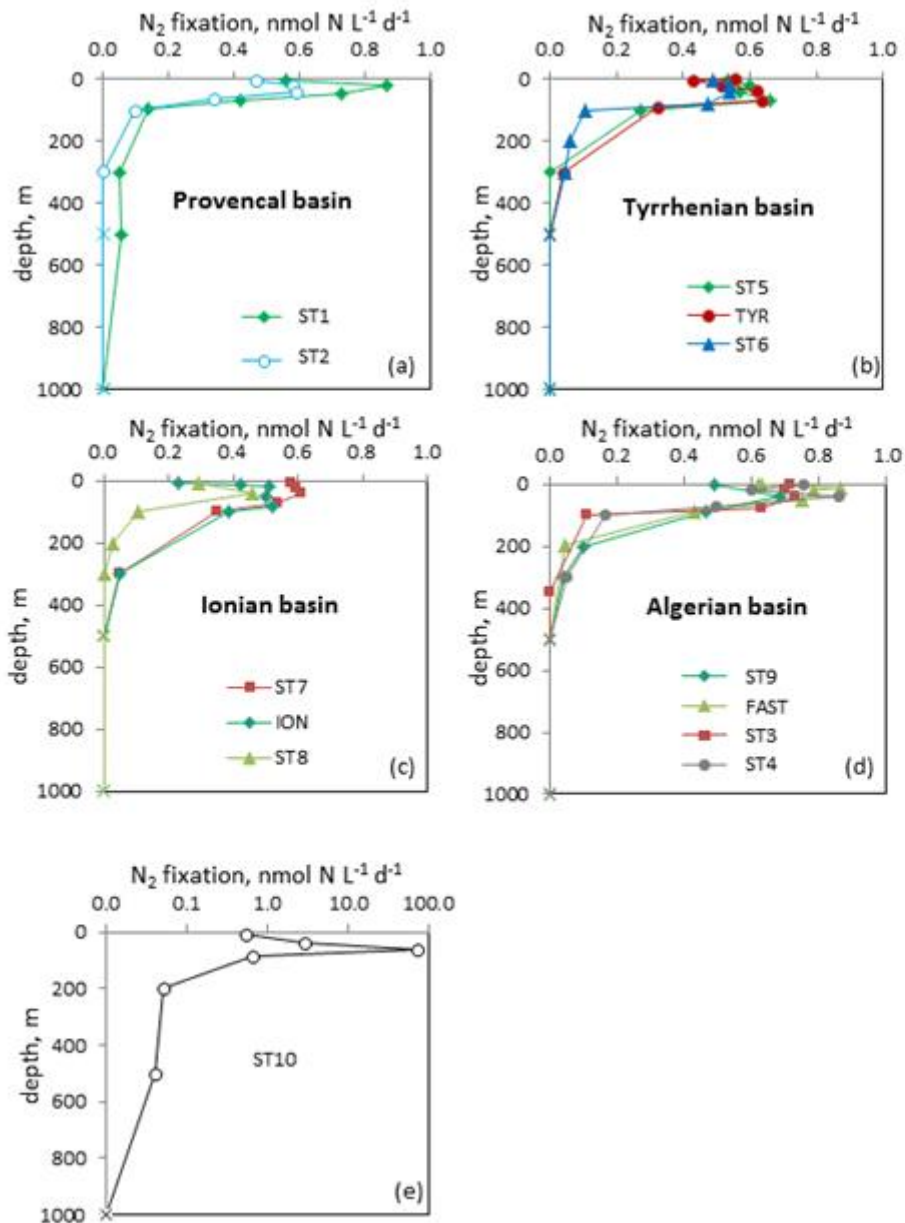 N₂ fixation, nmol N L⁻¹ d⁻¹
0.0 0.2 0.4 0.6 0.8 1.0
0
200
400
600
800
1000
depth, m
Provencal basin
ST1
ST2
(a)
N₂ fixation, nmol N L⁻¹ d⁻¹
0.0 0.2 0.4 0.6 0.8 1.0
0
200
400
600
800
1000
depth, m
Tyrrhenian basin
ST5
TYR
ST6
(b)
N₂ fixation, nmol N L⁻¹ d⁻¹
0.0 0.2 0.4 0.6 0.8 1.0
0
200
400
600
800
1000
depth, m
Ionian basin
ST7
ION
ST8
(c)
N₂ fixation, nmol N L⁻¹ d⁻¹
0.0 0.2 0.4 0.6 0.8 1.0
0
200
400
600
800
1000
depth, m
Algerian basin
ST9
FAST
ST3
ST4
(d)
N₂ fixation, nmol N L⁻¹ d⁻¹
0.0 0.1 1.0 10.0 100.0
0
200
400
600
800
1000
depth, m
ST10
(e)